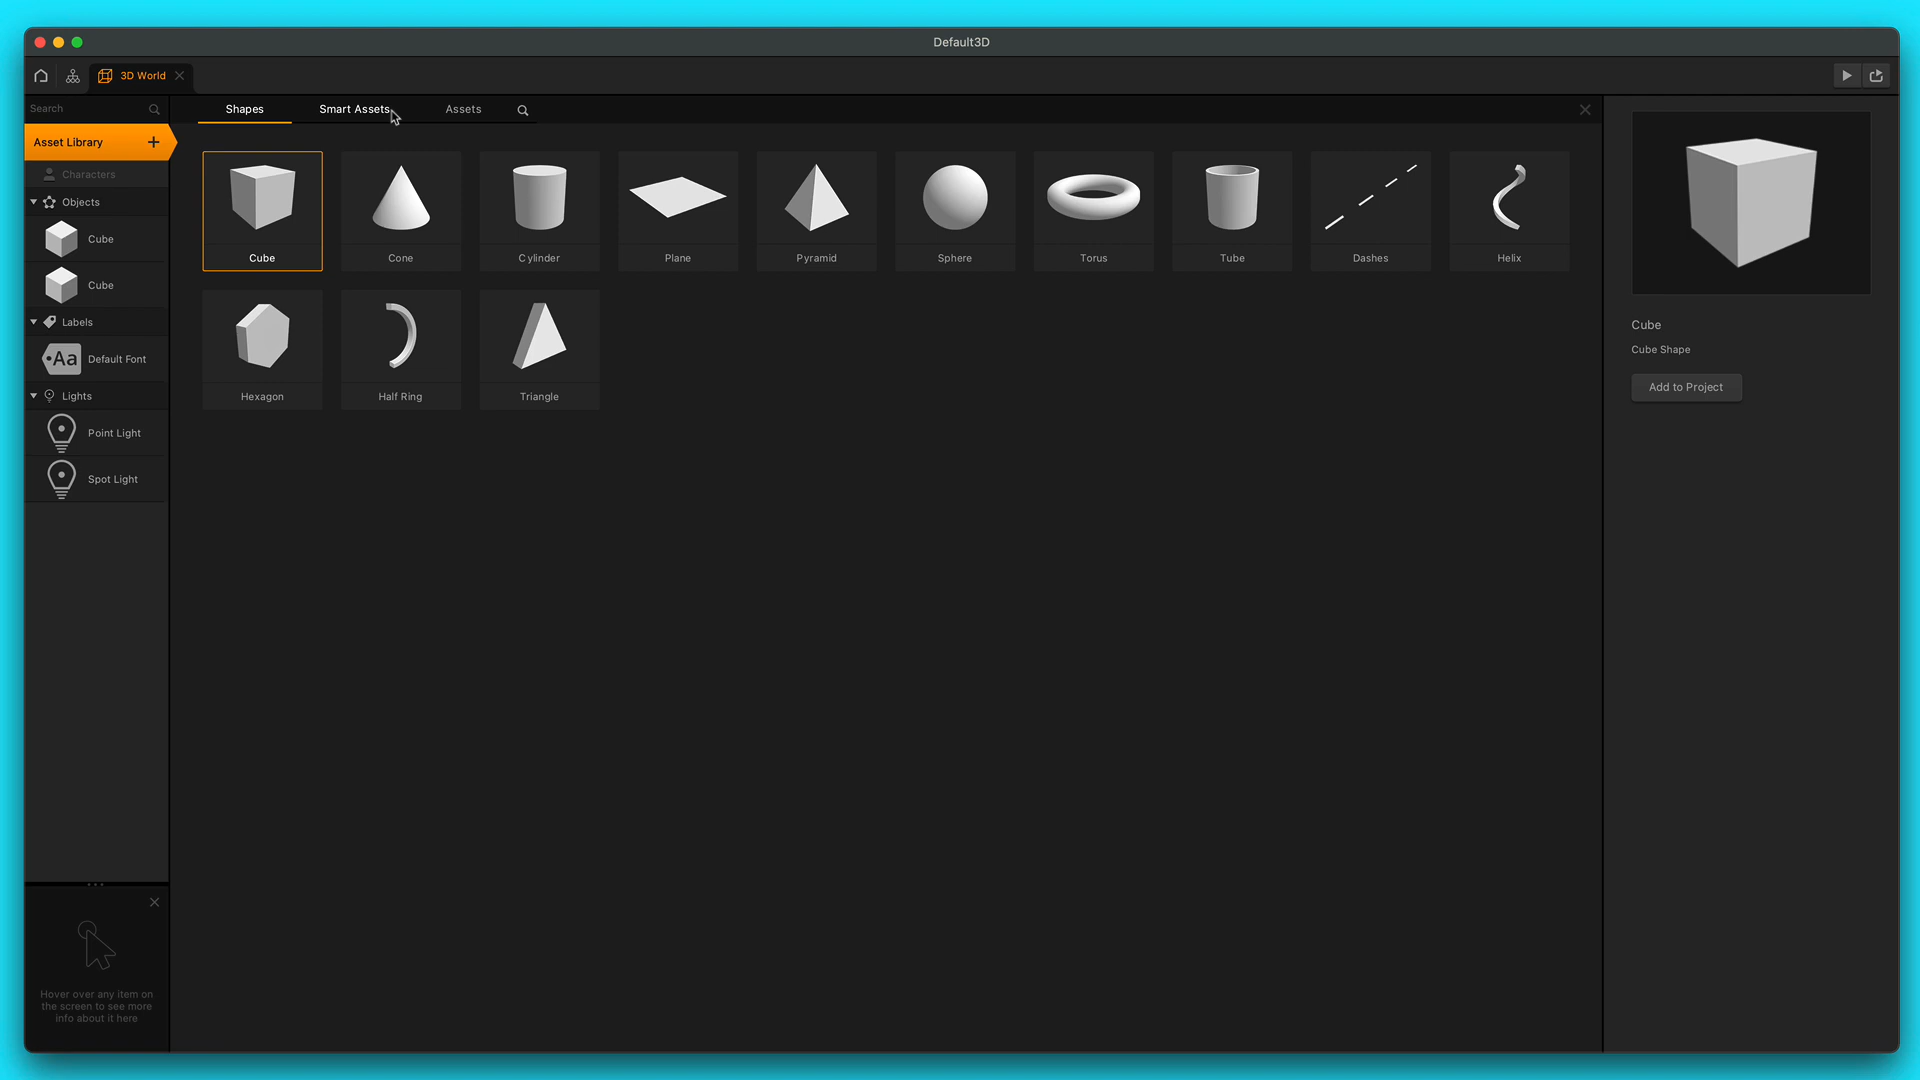 Default3D
3D World
Search
Shapes
Smart Assets
Assets
Asset Library
Characters
Objects
Cube
Cube
Labels
Aa
Default Font
Lights
Point Light
Spot Light
Cube
Cone
Cylinder
Plane
Pyramid
Sphere
Torus
Tube
Dashes
Helix
Hexagon
Half Ring
Triangle
Cube
Cube Shape
Add to Project
Hover over any item on
the screen to see more
info about it here